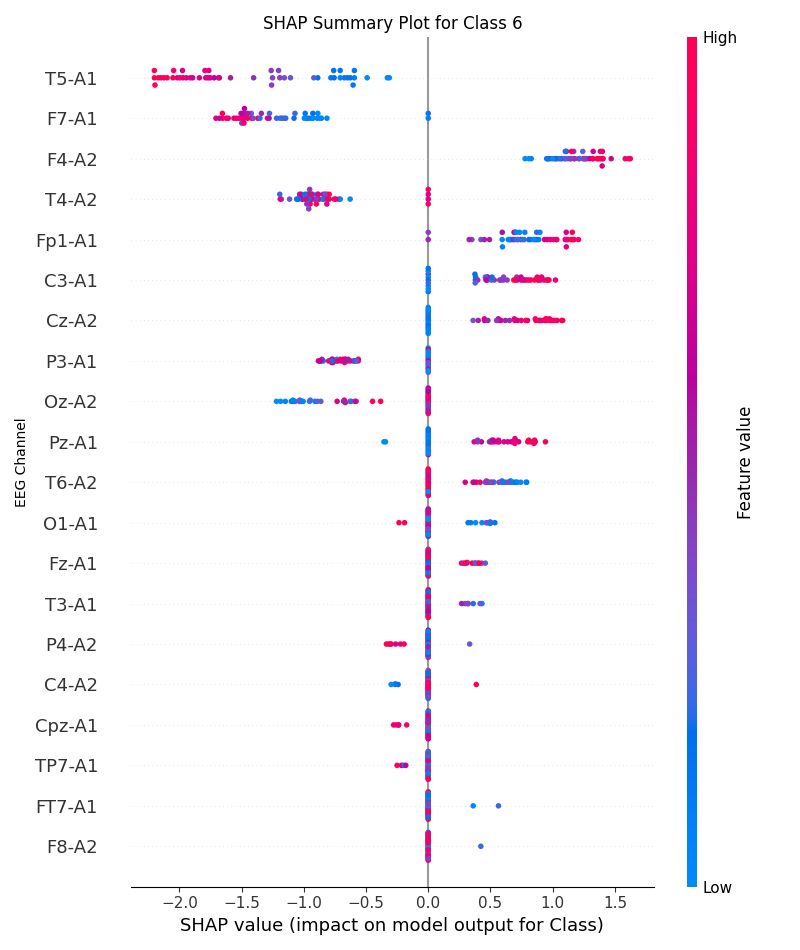 SHAP Summary Plot for Class 6
High
T5-A1
F7-A1
F4-A2
T4-A2
Fp1-A1
C3-A1
Cz-A2
P3-A1
Oz-A2
Pz-A1
T6-A2
O1-A1
Fz-A1
T3-A1
P4-A2
C4-A2
Cpz-A1
TP7-A1
FT7-A1
F8-A2
EEG Channel
Feature value
Low
−2.0 −1.5 −1.0 −0.5 0.0 0.5 1.0 1.5
SHAP value (impact on model output for Class)